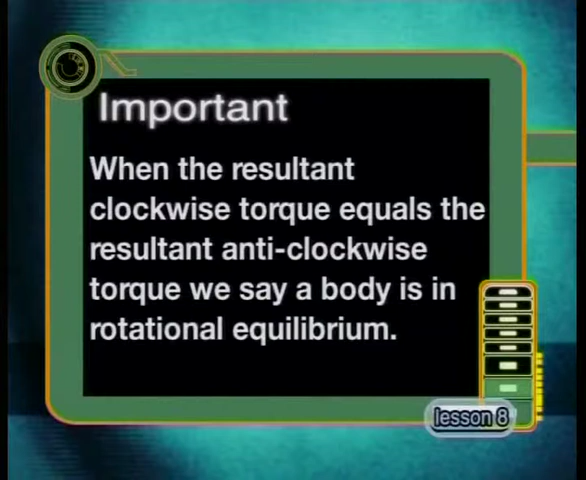 Important
When the resultant
clockwise torque equals the
resultant anti-clockwise
torque we say a body is in
rotational equilibrium.
lesson 8